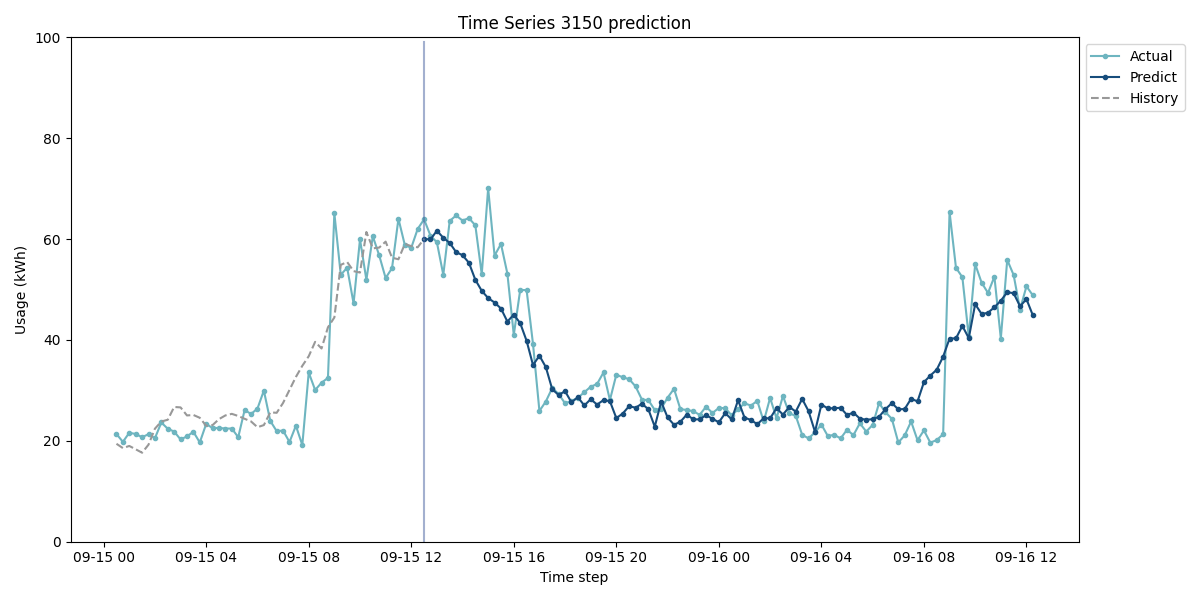 Time Series 3150 prediction
100
80
60
40
20
0
Usage (kWh)
09-15 00
09-15 04
09-15 08
09-15 12
09-15 16
09-15 20
09-16 00
09-16 04
09-16 08
09-16 12
Time step
Actual
Predict
History